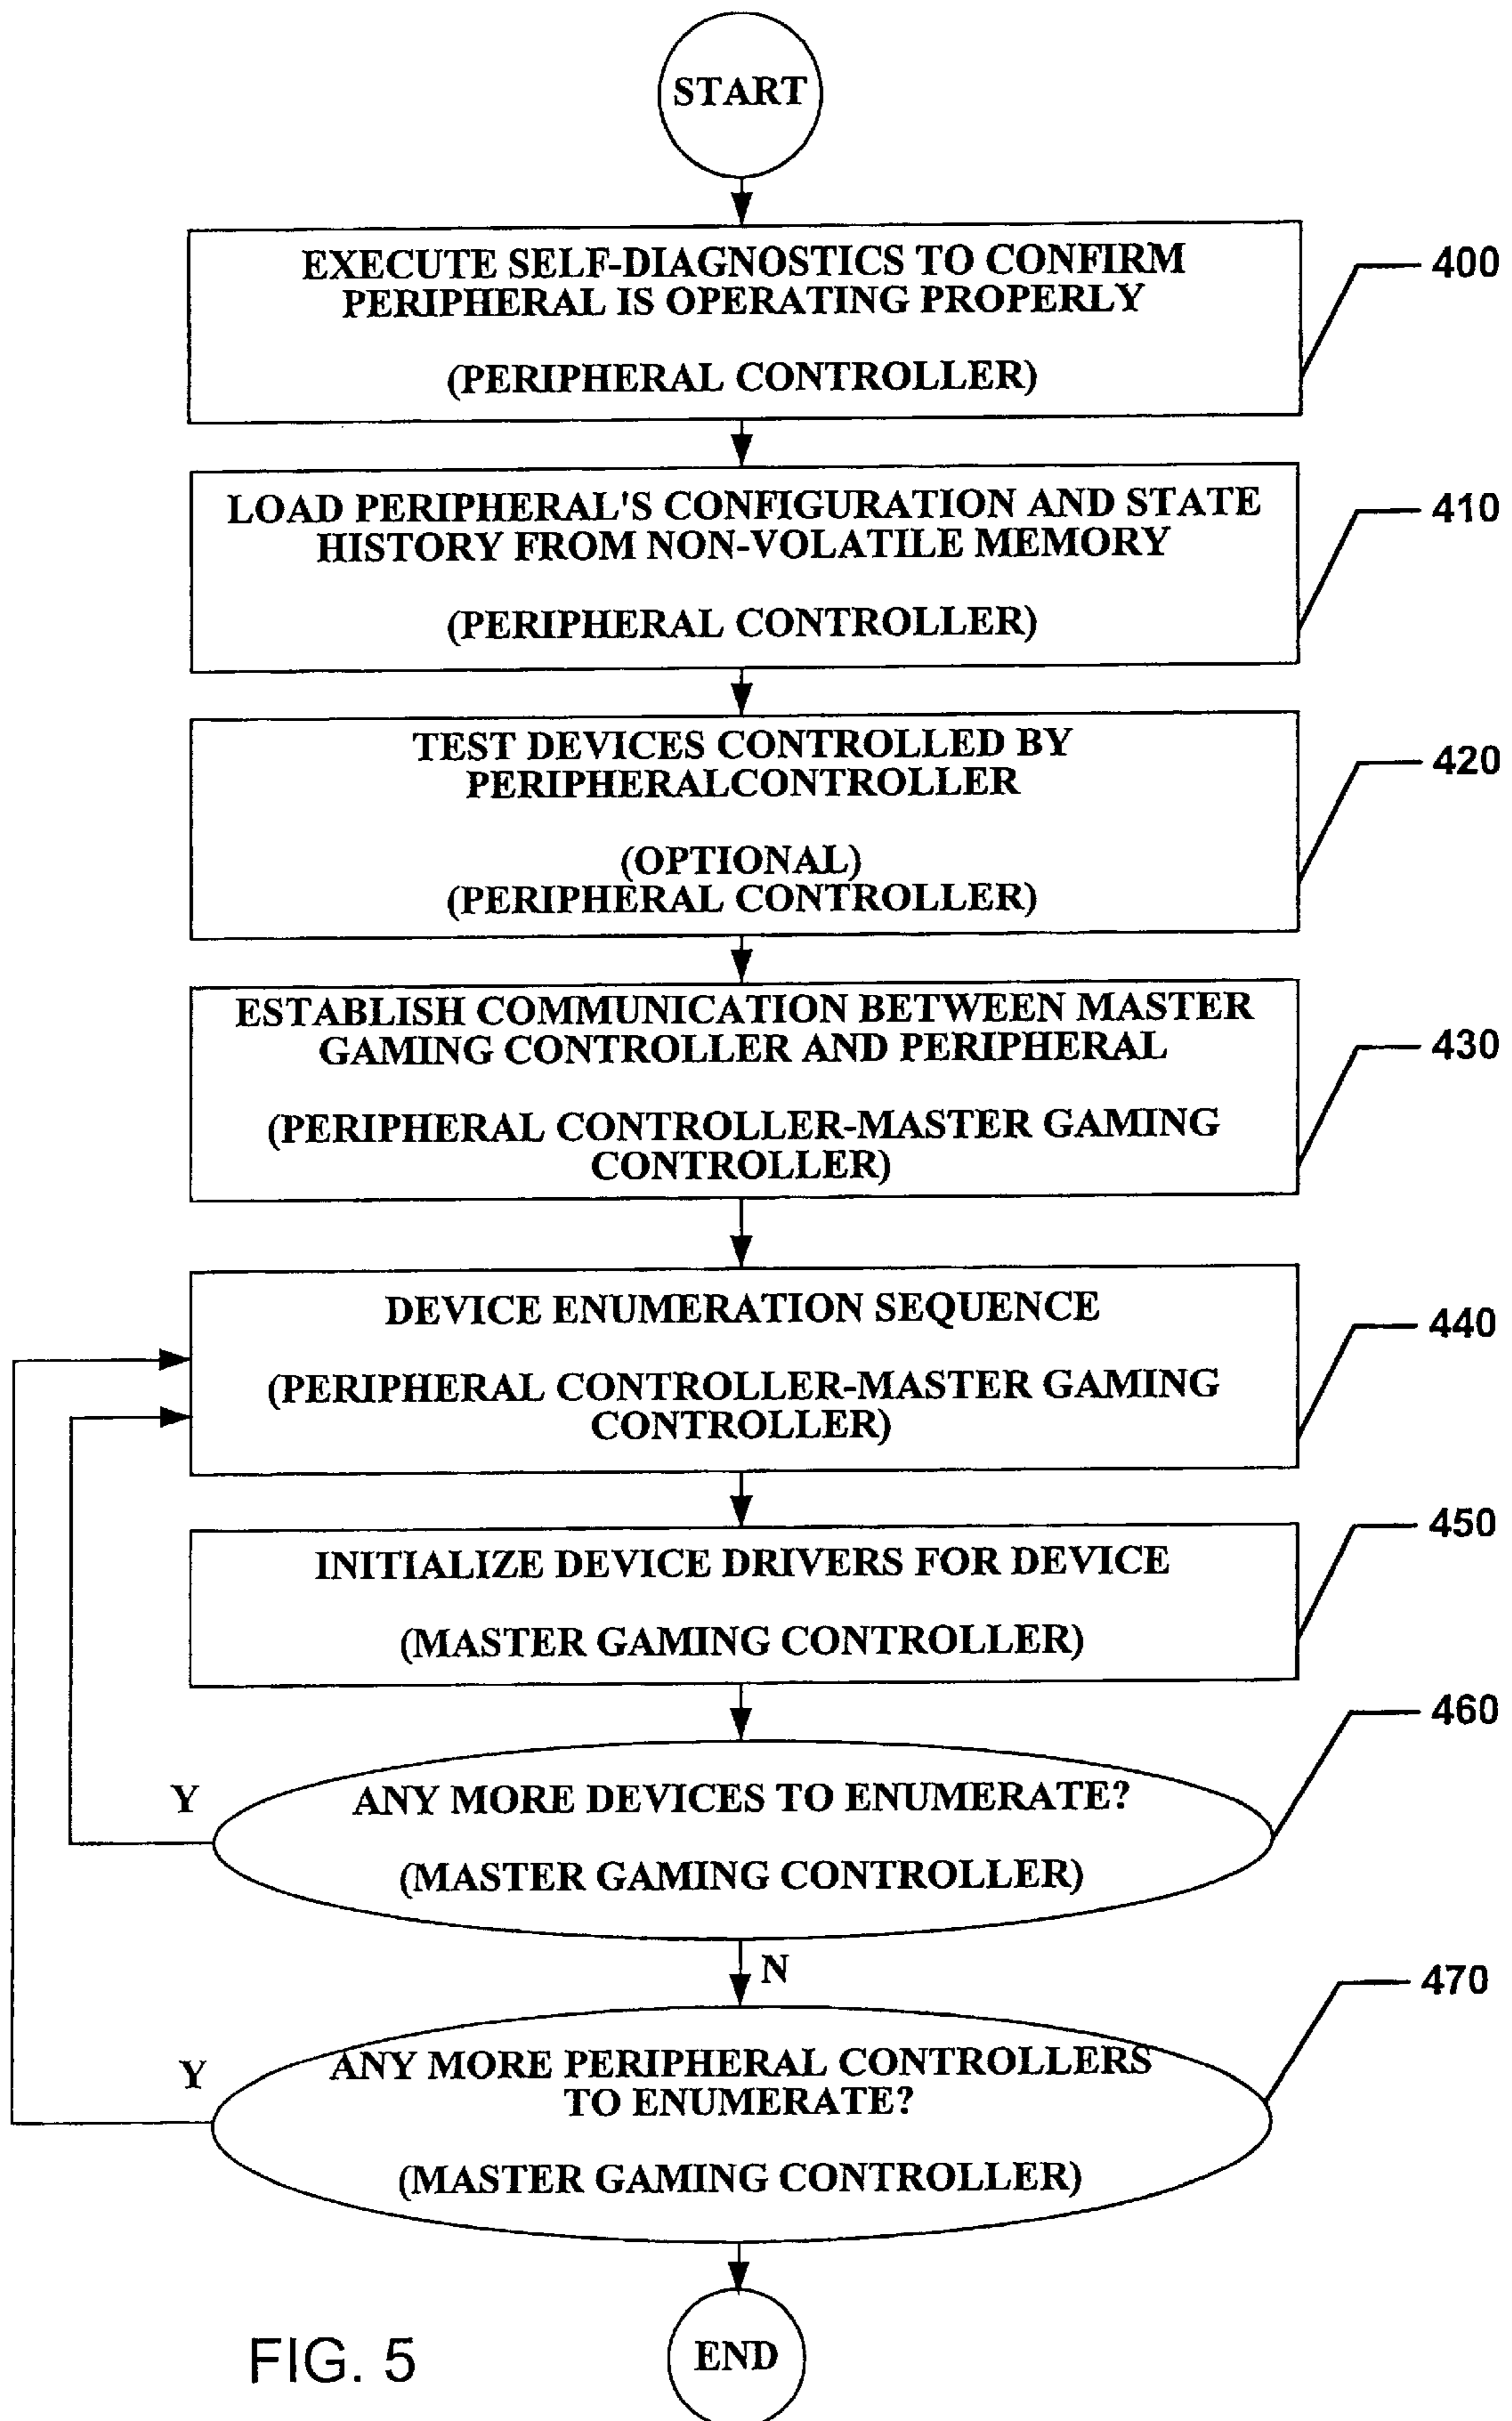 START
EXECUTE SELF-DIAGNOSTICS TO CONFIRM
PERIPHERAL IS OPERATING PROPERLY
(PERIPHERAL CONTROLLER)
400
LOAD PERIPHERAL'S CONFIGURATION AND STATE
HISTORY FROM NON-VOLATILE MEMORY
(PERIPHERAL CONTROLLER)
410
TEST DEVICES CONTROLLED BY
PERIPHERALCONTROLLER
(OPTIONAL)
(PERIPHERAL CONTROLLER)
420
ESTABLISH COMMUNICATION BETWEEN MASTER
GAMING CONTROLLER AND PERIPHERAL
(PERIPHERAL CONTROLLER-MASTER GAMING
CONTROLLER)
430
DEVICE ENUMERATION SEQUENCE
(PERIPHERAL CONTROLLER-MASTER GAMING
CONTROLLER)
440
INITIALIZE DEVICE DRIVERS FOR DEVICE
(MASTER GAMING CONTROLLER)
450
Y
ANY MORE DEVICES TO ENUMERATE?
(MASTER GAMING CONTROLLER)
460
N
Y
ANY MORE PERIPHERAL CONTROLLERS
TO ENUMERATE?
(MASTER GAMING CONTROLLER)
470
END
FIG. 5